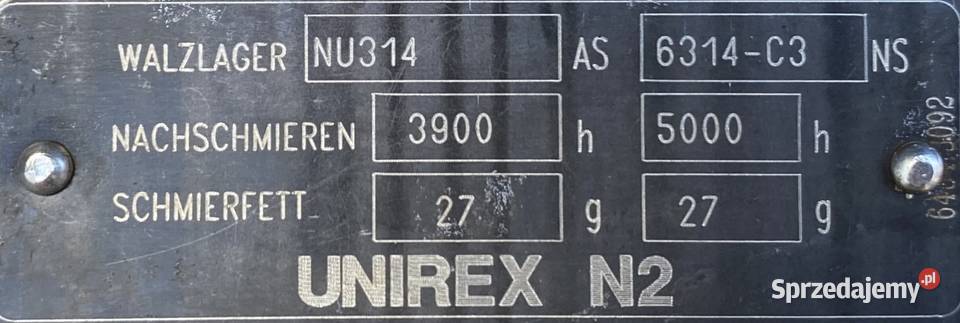 WALZLAGER NU314 AS 6314-C3 NS
NACHSCHMIEREN 3900 h 5000 h
SCHMIERFETT 27 g 27 g
UNIREX N2
Sprzedajemy.pl